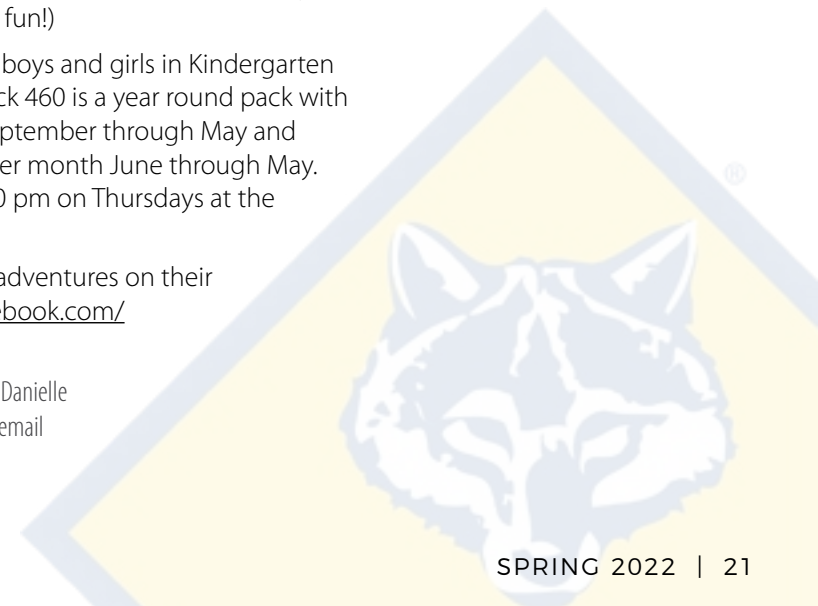 fun!)
boys and girls in Kindergarten
ck 460 is a year round pack with
ptember through May and
er month June through May.
0 pm on Thursdays at the
adventures on their
ebook.com/
Danielle
email
®
SPRING 2022 | 21